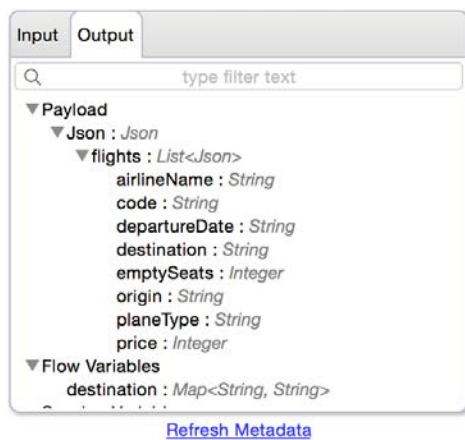 Input Output
type filter text
Payload
Json : Json
flights : List<Json>
airlineName : String
code : String
departureDate : String
destination : String
emptySeats : Integer
origin : String
planeType : String
price : Integer
Flow Variables
destination : Map<String, String>
Refresh Metadata